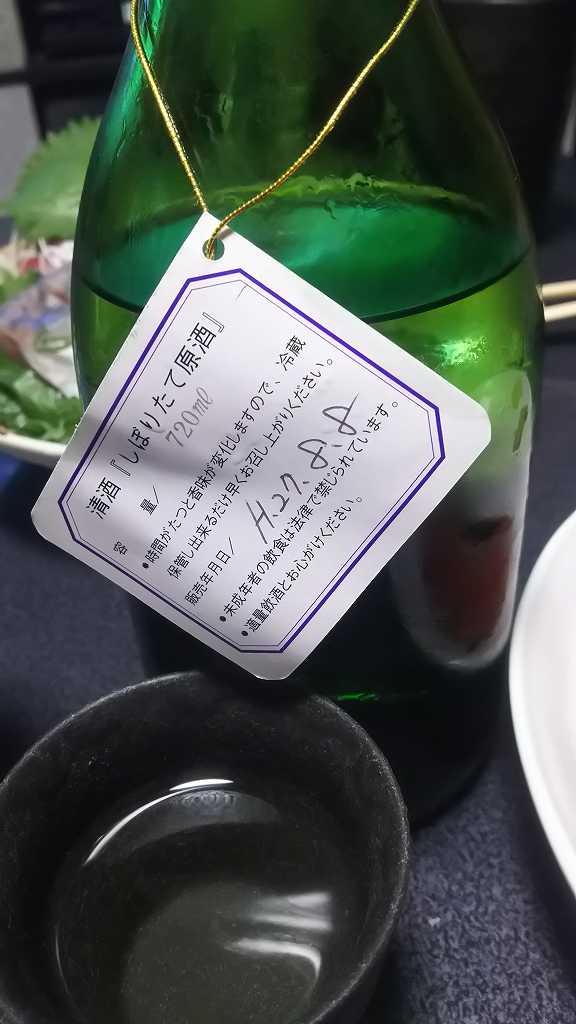 清酒『しぼりたて原酒』
容 量/ 720ml
●時間がたつと香味が変化しますので、冷蔵
保管し出来るだけ早くお召し上がりください。
販売年月日/ H.27.8.8
●未成年者の飲食は法律で禁じられています。
●適量飲酒とお心がけください。